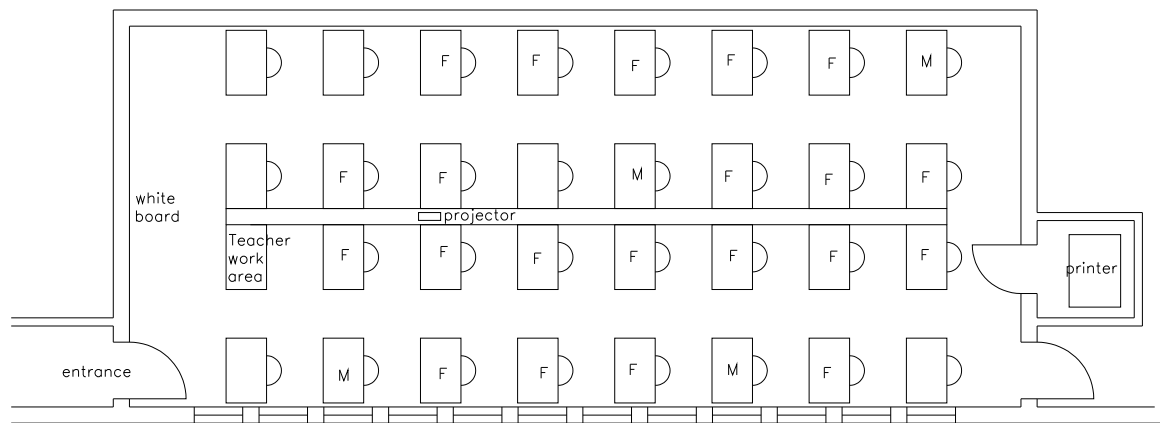 F F F F F M
F F M F F F
white
board
projector
Teacher
work
area
F F F F F F F
printer
entrance
M F F F M F